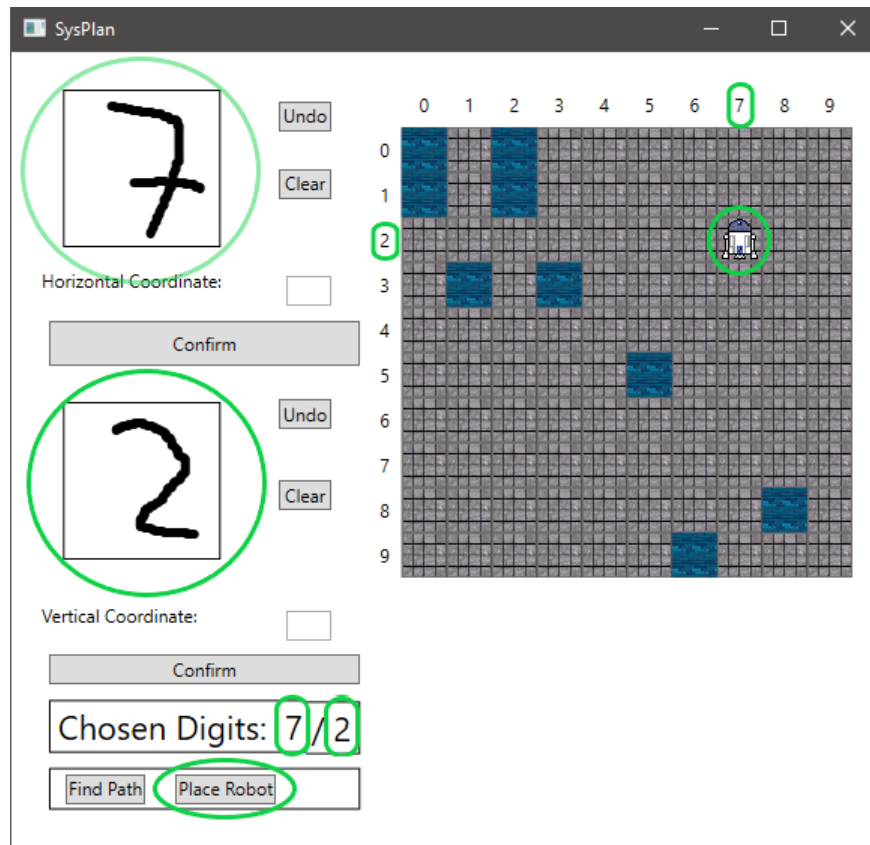 SysPlan
7
Undo
Clear
Horizontal Coordinate:
Confirm
2
Undo
Clear
Vertical Coordinate:
Confirm
Chosen Digits: 7/2
Find Path Place Robot
0 1 2 3 4 5 6 7 8 9
0
1
2
3
4
5
6
7
8
9